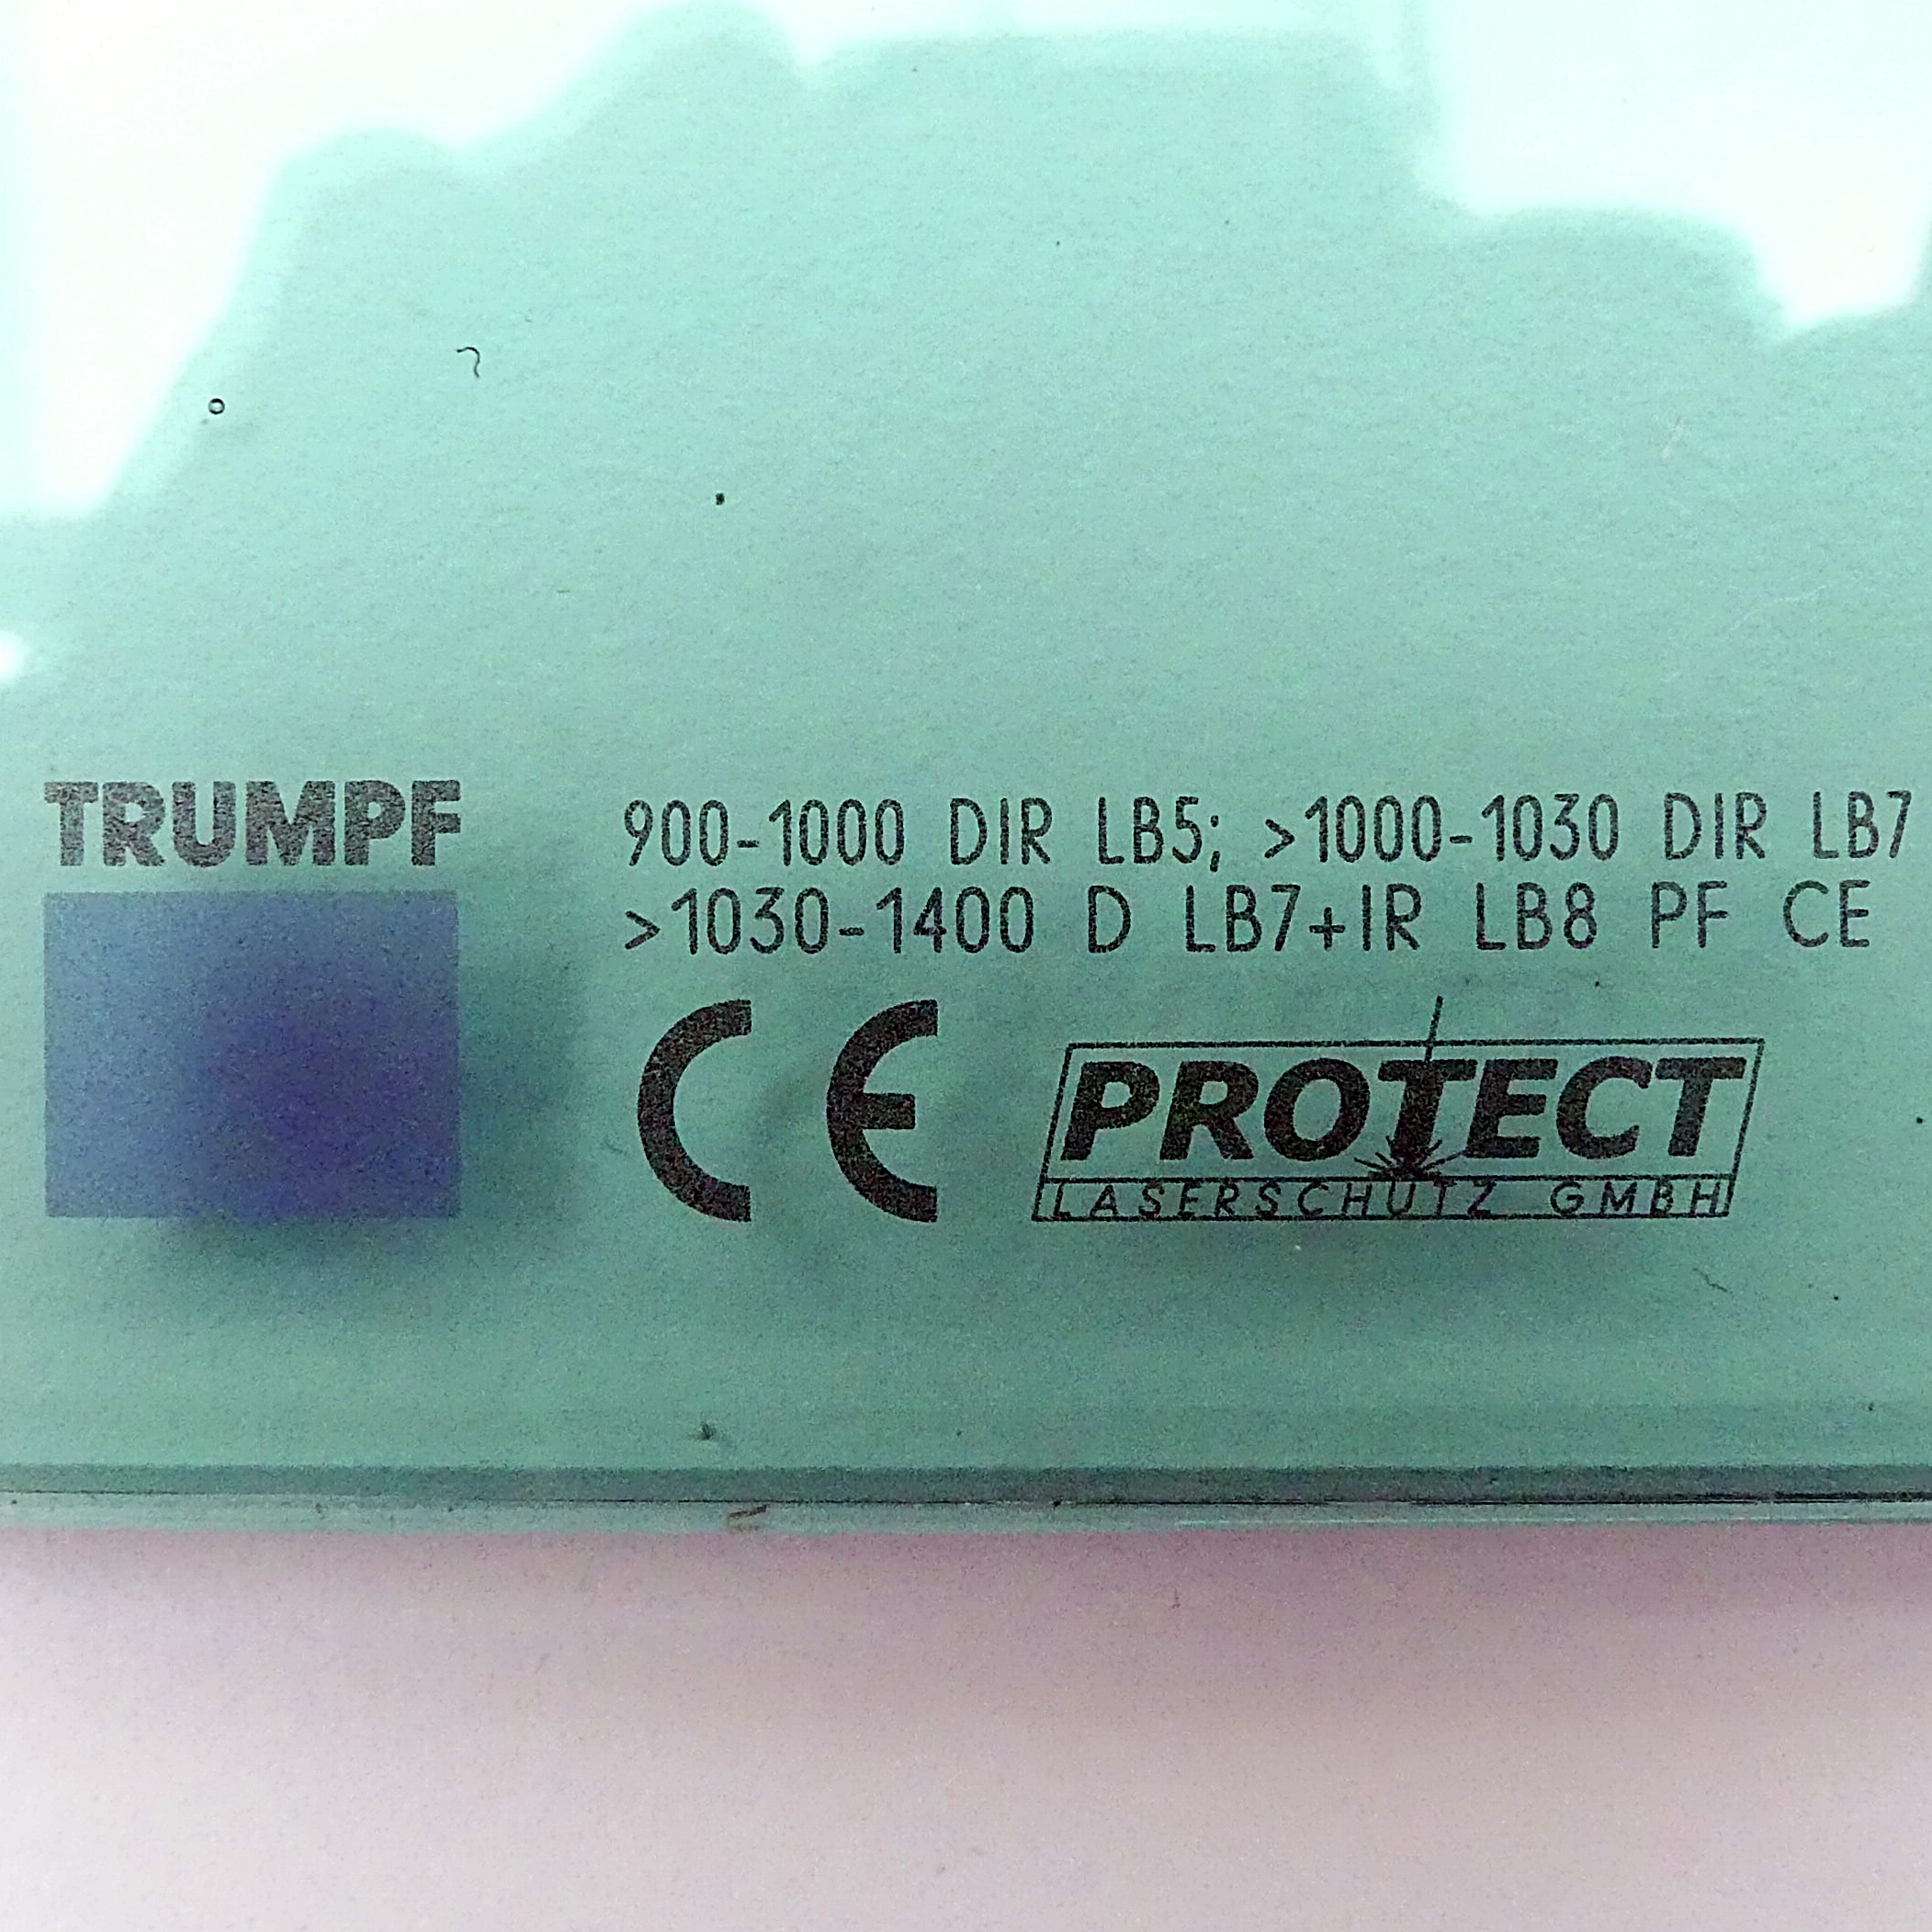 TRUMPF
900-1000 DIR LB5; >1000-1030 DIR LB7
>1030-1400 D LB7+IR LB8 PF CE
CE
PROTECT
LASERSCHUTZ GMBH